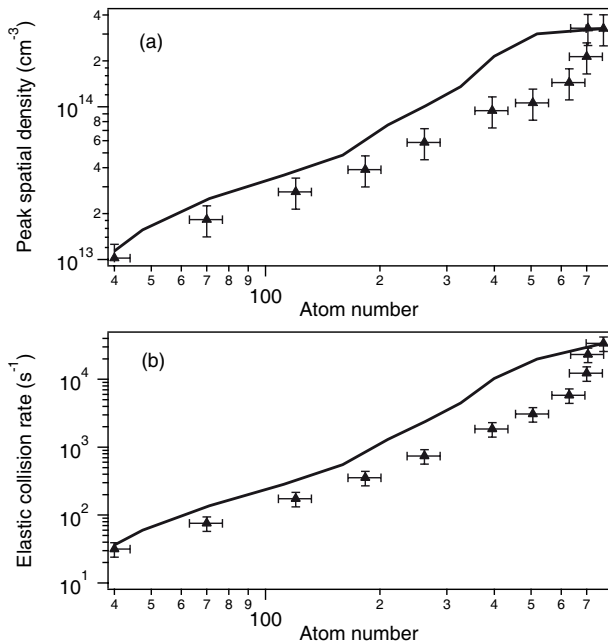 (a)
Peak spatial density (cm⁻³)
4
2
10¹⁴
8
6
4
2
10¹³
4 5 6 7 8 9 100 2 3 4 5 6 7
Atom number
(b)
Elastic collision rate (s⁻¹)
10⁴
10³
10²
10¹
4 5 6 7 8 9 100 2 3 4 5 6 7
Atom number